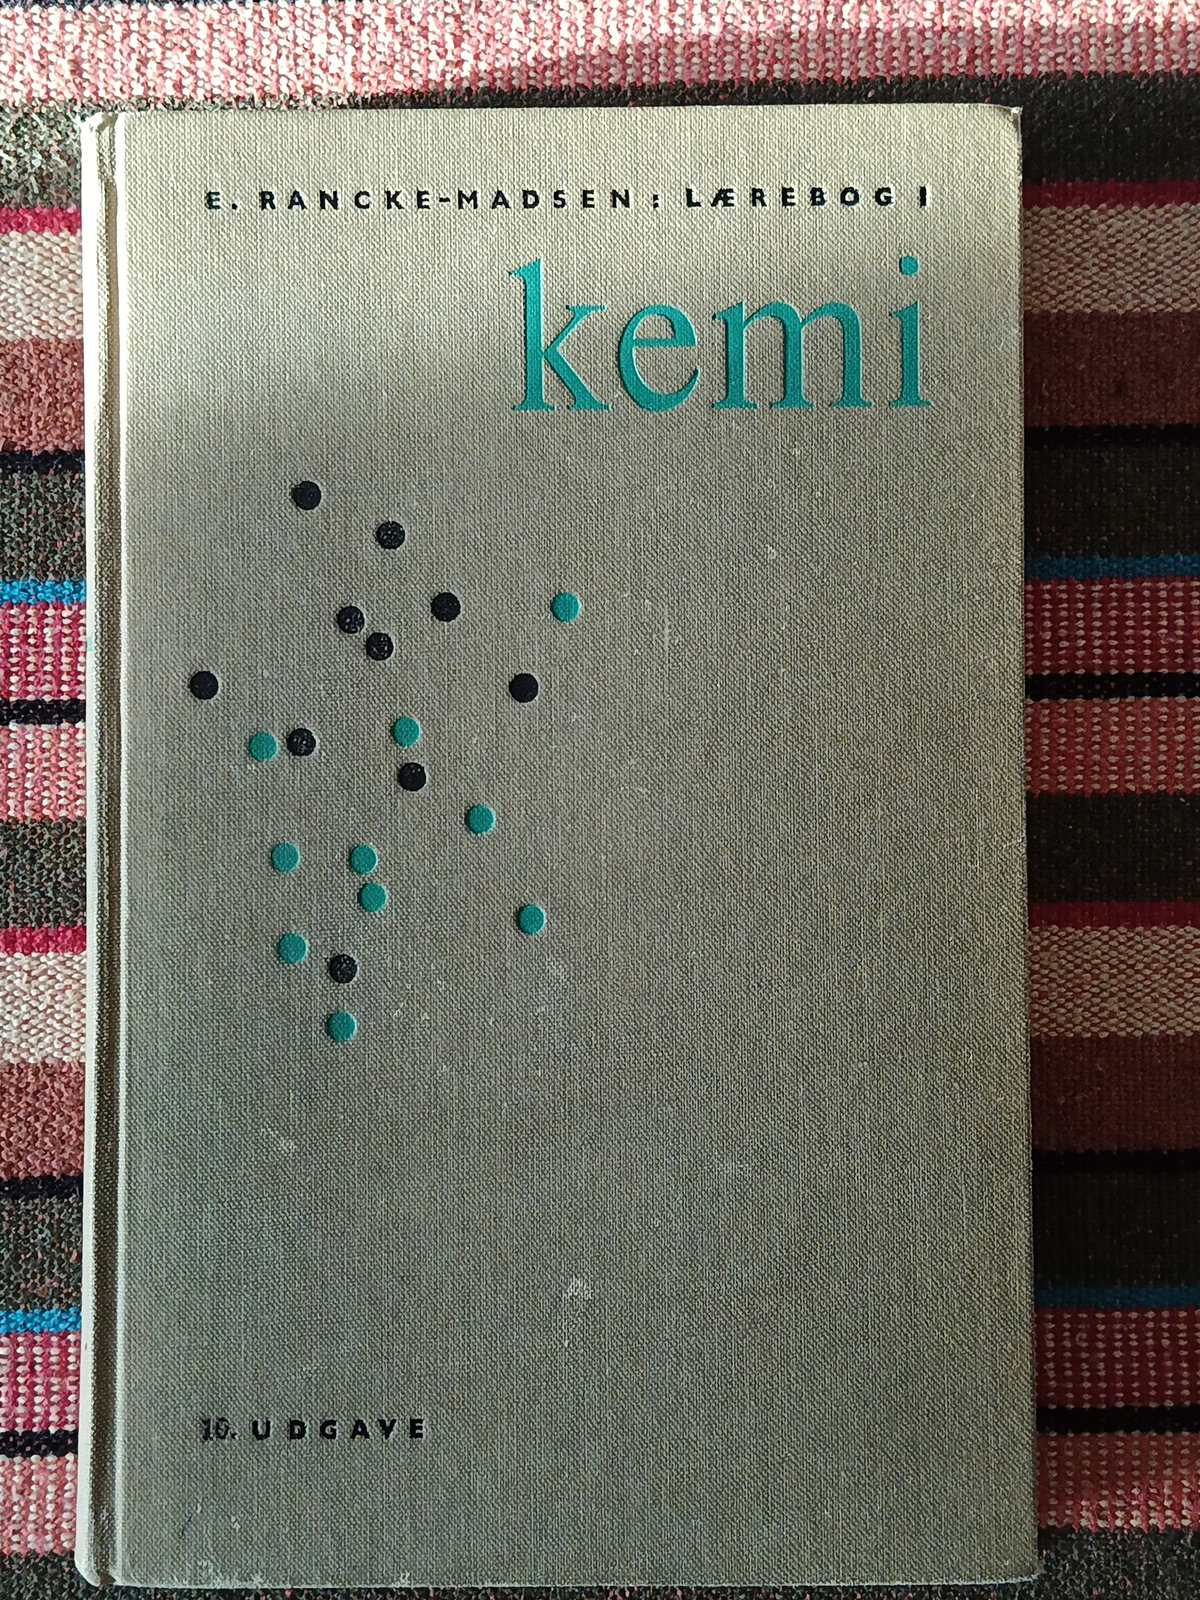 E. RANCKE-MADSEN: LÆREBOG I
kemi
10. UDGAVE